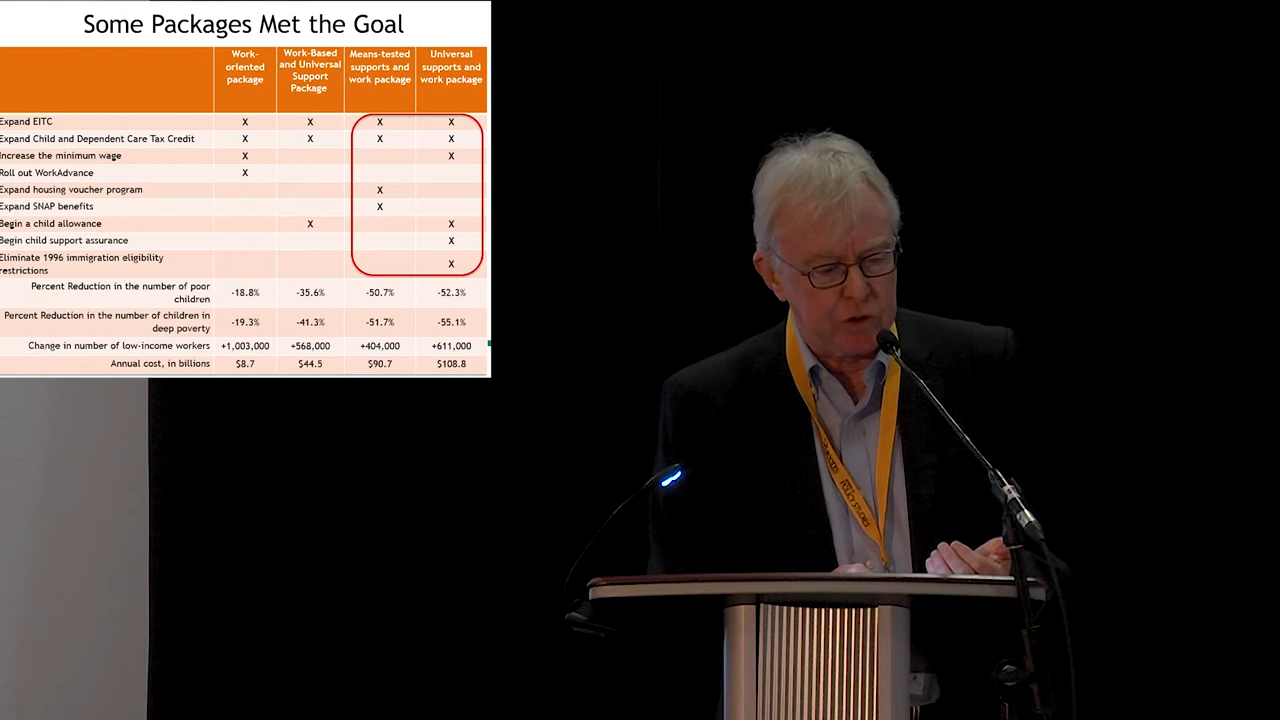 Some Packages Met the Goal
Work-oriented package
Work-Based and Universal Support Package
Means-tested supports and work package
Universal supports and work package
Expand EITC X X X X
Expand Child and Dependent Care Tax Credit X X X X
Increase the minimum wage X X
Roll out WorkAdvance X
Expand housing voucher program X
Expand SNAP benefits X
Begin a child allowance X X
Begin child support assurance X
Eliminate 1996 immigration eligibility
restrictions X
Percent Reduction in the number of poor
children -18.8% -35.6% -50.7% -52.3%
Percent Reduction in the number of children in
deep poverty -19.3% -41.3% -51.7% -55.1%
Change in number of low-income workers +1,003,000 +568,000 +404,000 +611,000
Annual cost, in billions $8.7 $44.5 $90.7 $108.8
POLICY STUDIES